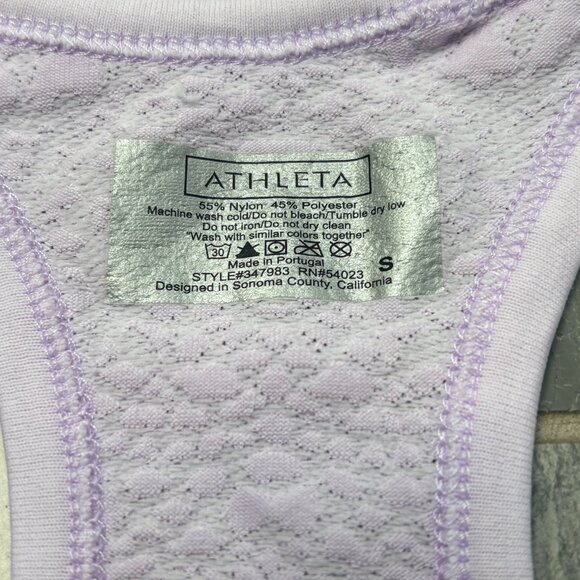 ATHLETA
55% Nylon 45% Polyester
Machine wash cold/Do not bleach/Tumble dry low
Do not iron/Do not dry clean
"Wash with similar colors together"
30
Made in Portugal
STYLE#347983 RN#54023
S
Designed in Sonoma County, California